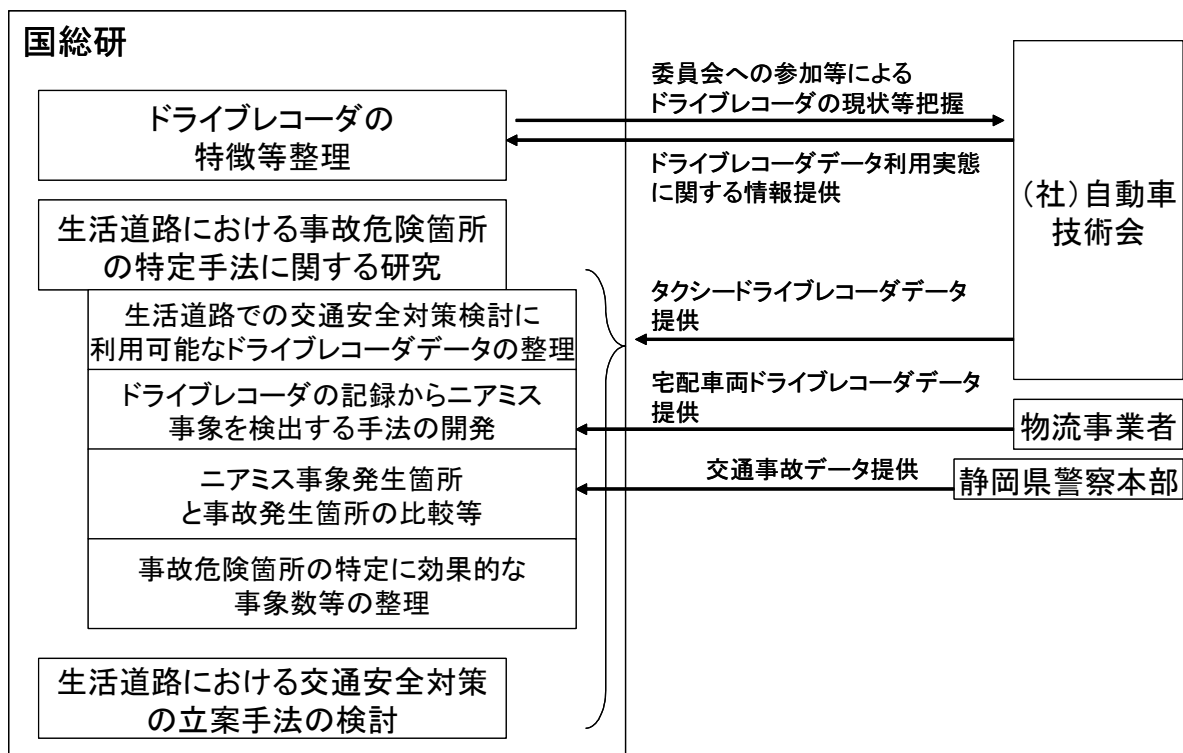 国総研
ドライブレコーダの
特徴等整理
生活道路における事故危険箇所
の特定手法に関する研究
生活道路での交通安全対策検討に
利用可能なドライブレコーダデータの整理
ドライブレコーダの記録からニアミス
事象を検出する手法の開発
ニアミス事象発生箇所
と事故発生箇所の比較等
事故危険箇所の特定に効果的な
事象数等の整理
生活道路における交通安全対策
の立案手法の検討
委員会への参加等による
ドライブレコーダの現状等把握
ドライブレコーダデータ利用実態
に関する情報提供
タクシードライブレコーダデータ
提供
宅配車両ドライブレコーダデータ
提供
交通事故データ提供
（社）自動車
技術会
物流事業者
静岡県警察本部